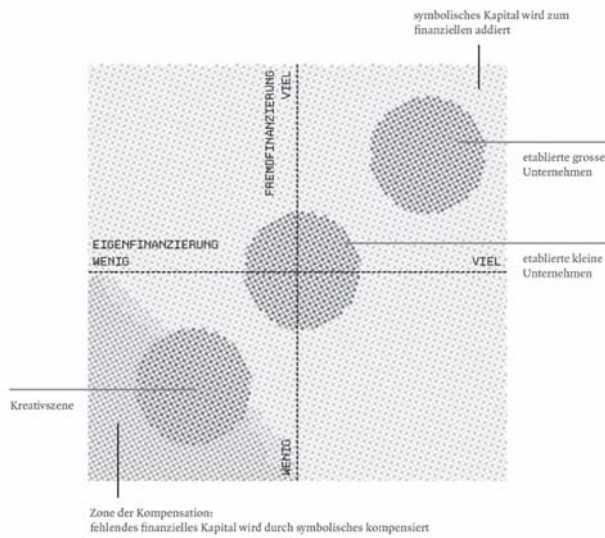 symbolisches Kapital wird zum
finanziellen addiert
FREMDFINANZIERUNG
VIEL
etablierte grosse
Unternehmen
EIGENFINANZIERUNG
WENIG
VIEL
etablierte kleine
Unternehmen
Kreativszene
WENIG
Zone der Kompensation:
fehlendes finanzielles Kapital wird durch symbolisches kompensiert